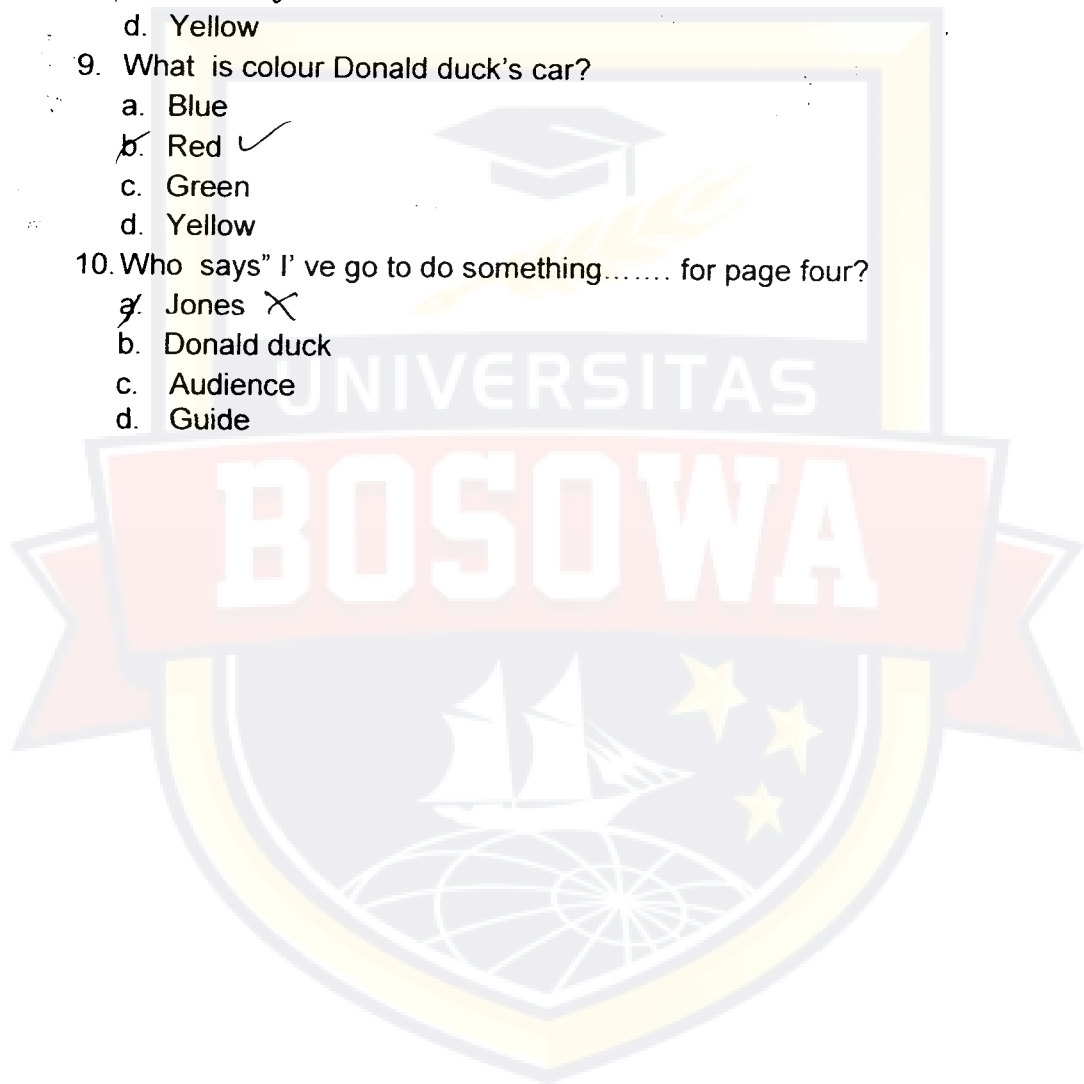 d. Yellow
9. What is colour Donald duck's car?
a. Blue
b. Red ✓
c. Green
d. Yellow
10. Who says" I' ve go to do something....... for page four?
a. Jones X
b. Donald duck
c. Audience
d. Guide
UNIVERSITAS
BOSOWA